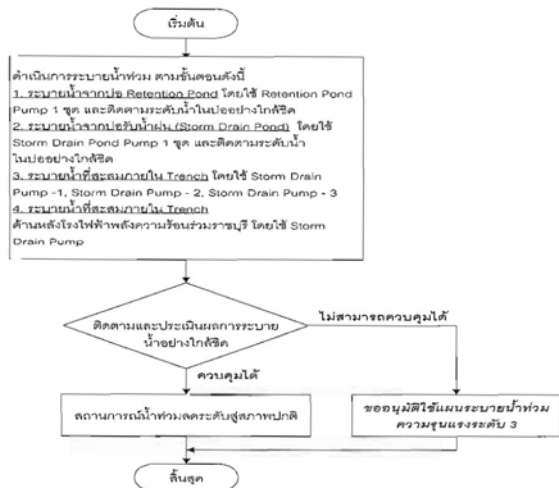 เริ่มต้น
ดำเนินการระบายน้ำท่วม ตามขั้นตอนดังนี้
1. ระบายน้ำจากบ่อ Retention Pond โดยใช้ Retention Pond
Pump 1 ชุด และติดตามระดับน้ำในบ่ออย่างใกล้ชิด
2. ระบายน้ำจากบ่อรับน้ำฝน (Storm Drain Pond) โดยใช้
Storm Drain Pond Pump 1 ชุด และติดตามระดับน้ำ
ในบ่ออย่างใกล้ชิด
3. ระบายน้ำที่สะสมภายใน Trench โดยใช้ Storm Drain
Pump -1, Storm Drain Pump - 2, Storm Drain Pump - 3
4. ระบายน้ำที่สะสมภายใน Trench
ด้านหลังโรงไฟฟ้าพลังความร้อนร่วมราชบุรี โดยใช้ Storm
Drain Pump
ติดตามและประเมินผลการระบาย
น้ำอย่างใกล้ชิด
ไม่สามารถควบคุมได้
ควบคุมได้
สถานการณ์น้ำท่วมลดระดับสู่สภาพปกติ
ขออนุมัติใช้แผนระบายน้ำท่วม
ความรุนแรงระดับ 3
สิ้นสุด